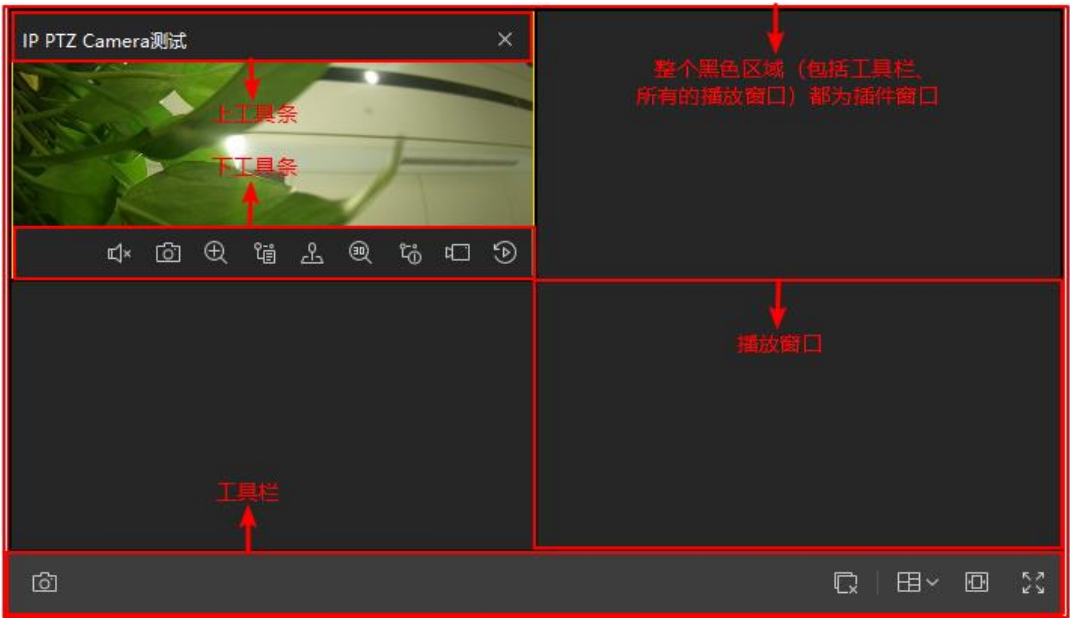 IP PTZ Camera测试
整个黑色区域（包括工具栏、
所有的播放窗口）都为插件窗口
上工具条
下工具条
3D
播放窗口
工具栏